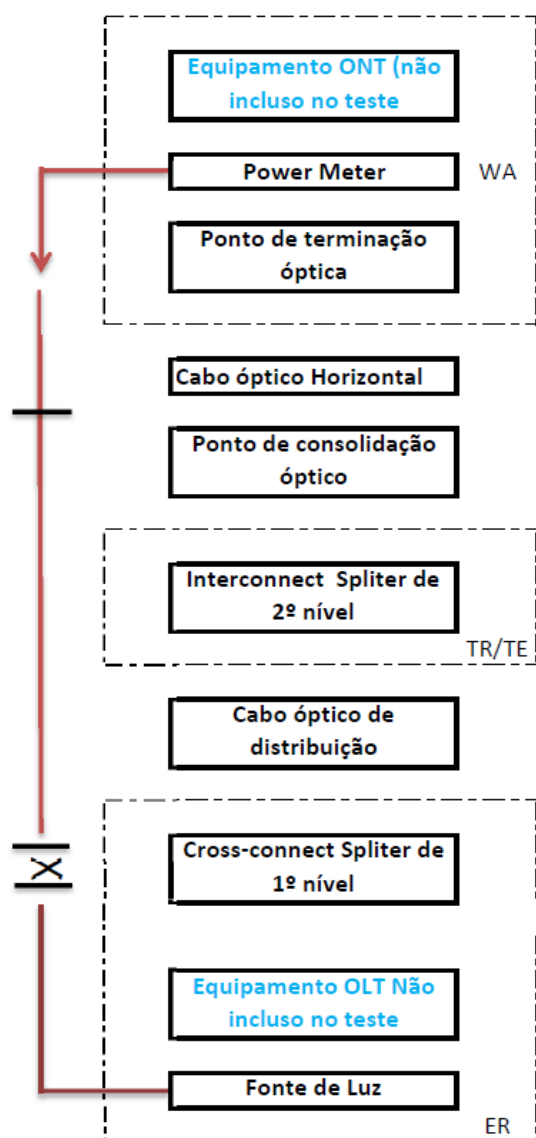 Equipamento ONT (não
incluso no teste
Power Meter
WA
Ponto de terminação
óptica
Cabo óptico Horizontal
Ponto de consolidação
óptico
Interconnect Spliter de
2º nível
TR/TE
Cabo óptico de
distribuição
Cross-connect Spliter de
1º nível
X
Equipamento OLT Não
incluso no teste
Fonte de Luz
ER